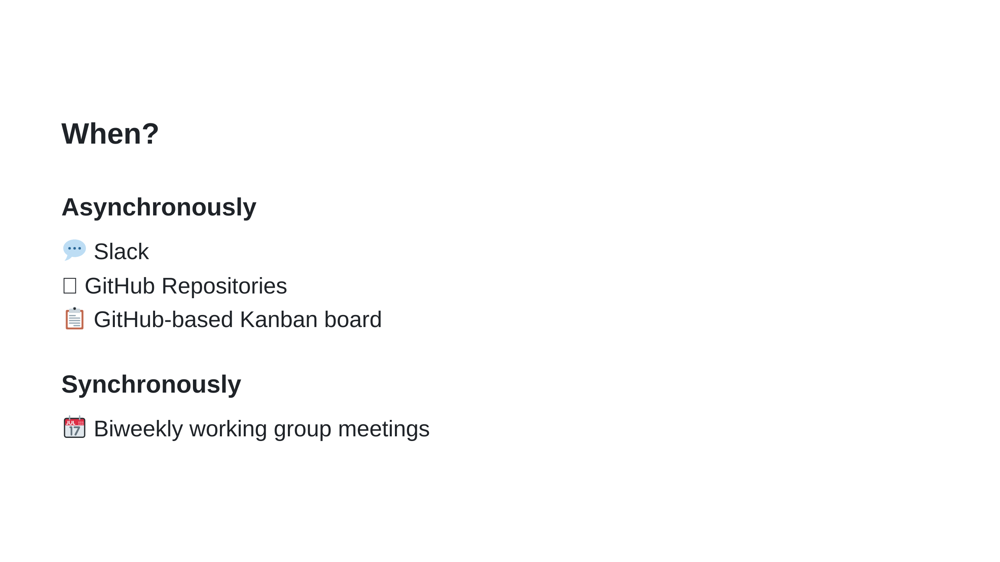 When?
Asynchronously
💬 Slack
GitHub Repositories
📋 GitHub-based Kanban board
Synchronously
📅 Biweekly working group meetings